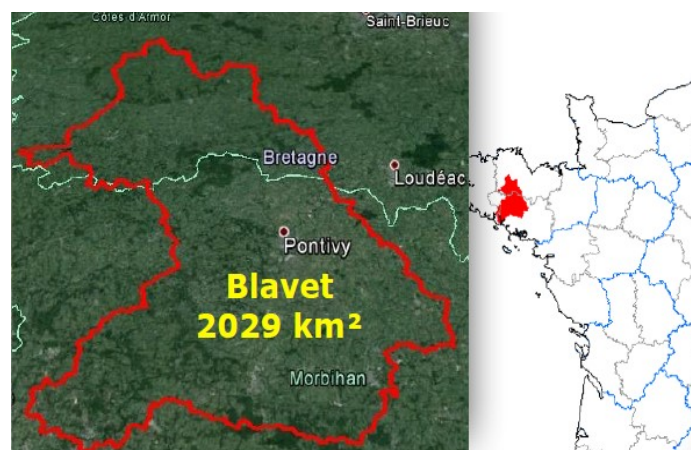 Côtes d'Armor
Saint-Brieuc
Bretagne
Loudéac
Pontivy
Blavet
2029 km²
Morbihan